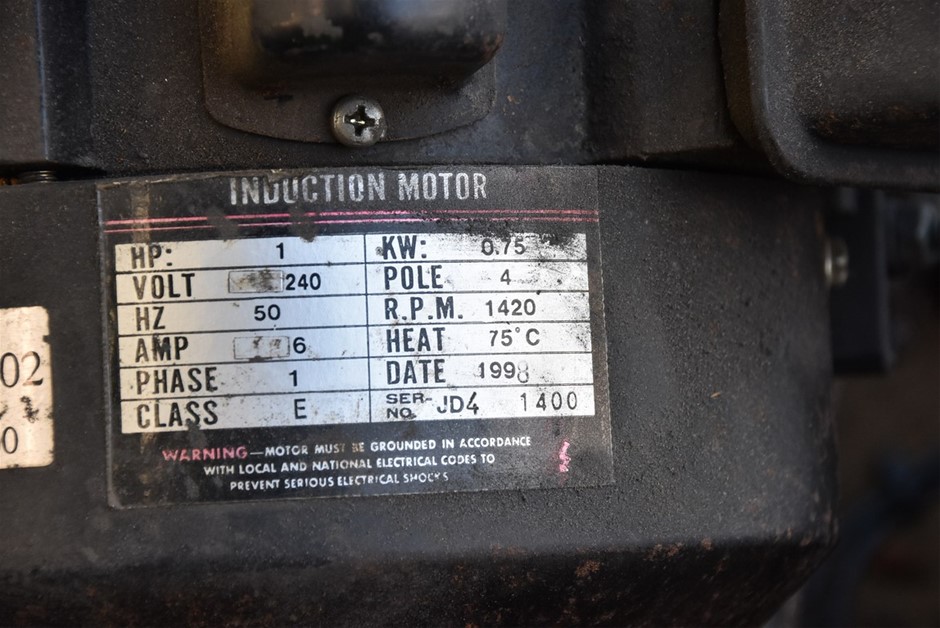 INDUCTION MOTOR
HP: 1 KW: 0.75
VOLT 240 POLE 4
HZ 50 R.P.M. 1420
AMP 6 HEAT 75°C
PHASE 1 DATE 1998
CLASS E SER-NO. JD4 1400
WARNING—MOTOR MUST BE GROUNDED IN ACCORDANCE
WITH LOCAL AND NATIONAL ELECTRICAL CODES TO
PREVENT SERIOUS ELECTRICAL SHOCKS
02
0